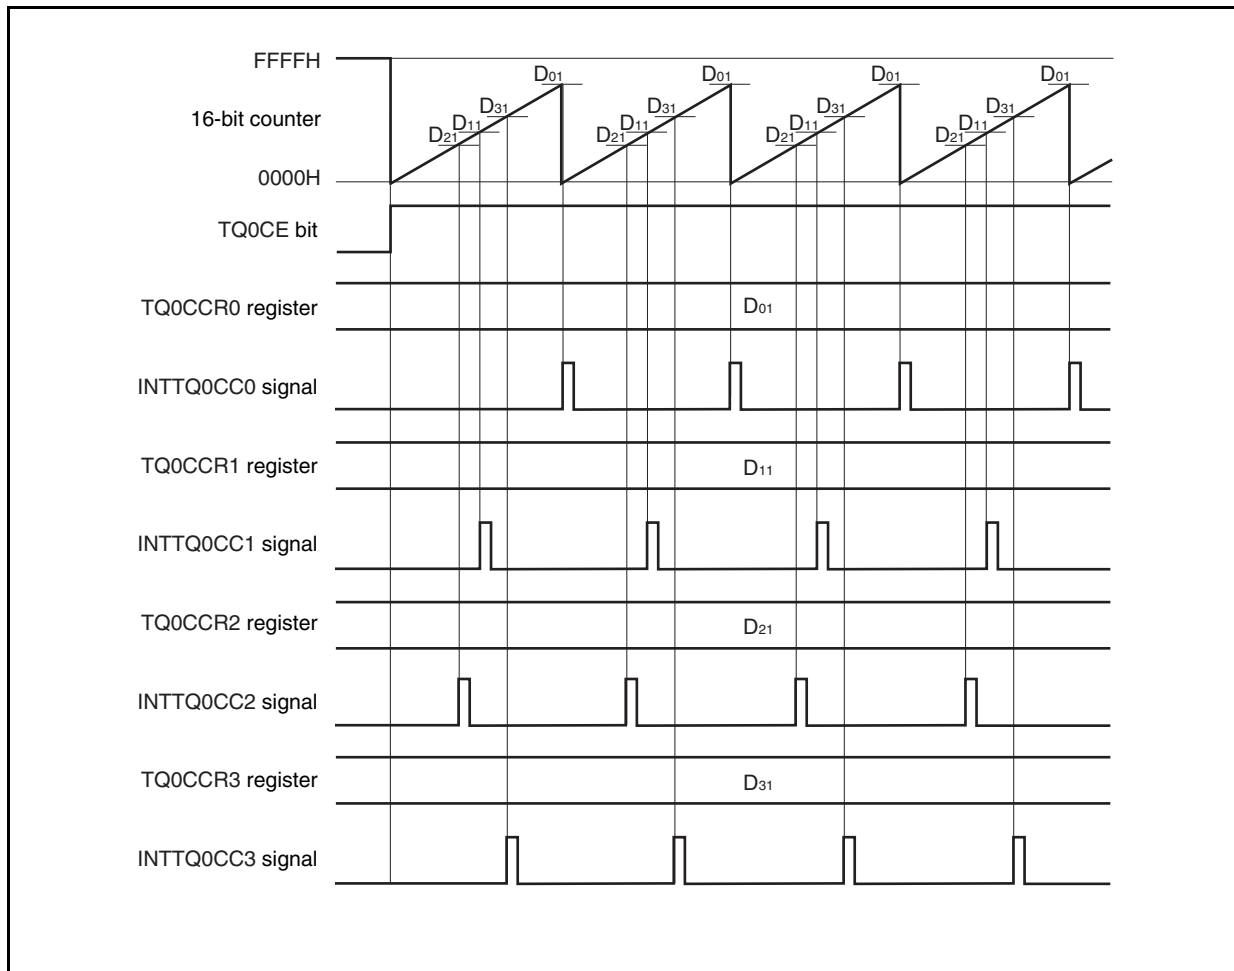 FFFFH
D01 D01 D01 D01
D31 D31 D31 D31
16-bit counter
D11 D11 D11 D11
D21 D21 D21 D21
0000H
TQ0CE bit
TQ0CCR0 register
D01
INTTQ0CC0 signal
TQ0CCR1 register
D11
INTTQ0CC1 signal
TQ0CCR2 register
D21
INTTQ0CC2 signal
TQ0CCR3 register
D31
INTTQ0CC3 signal